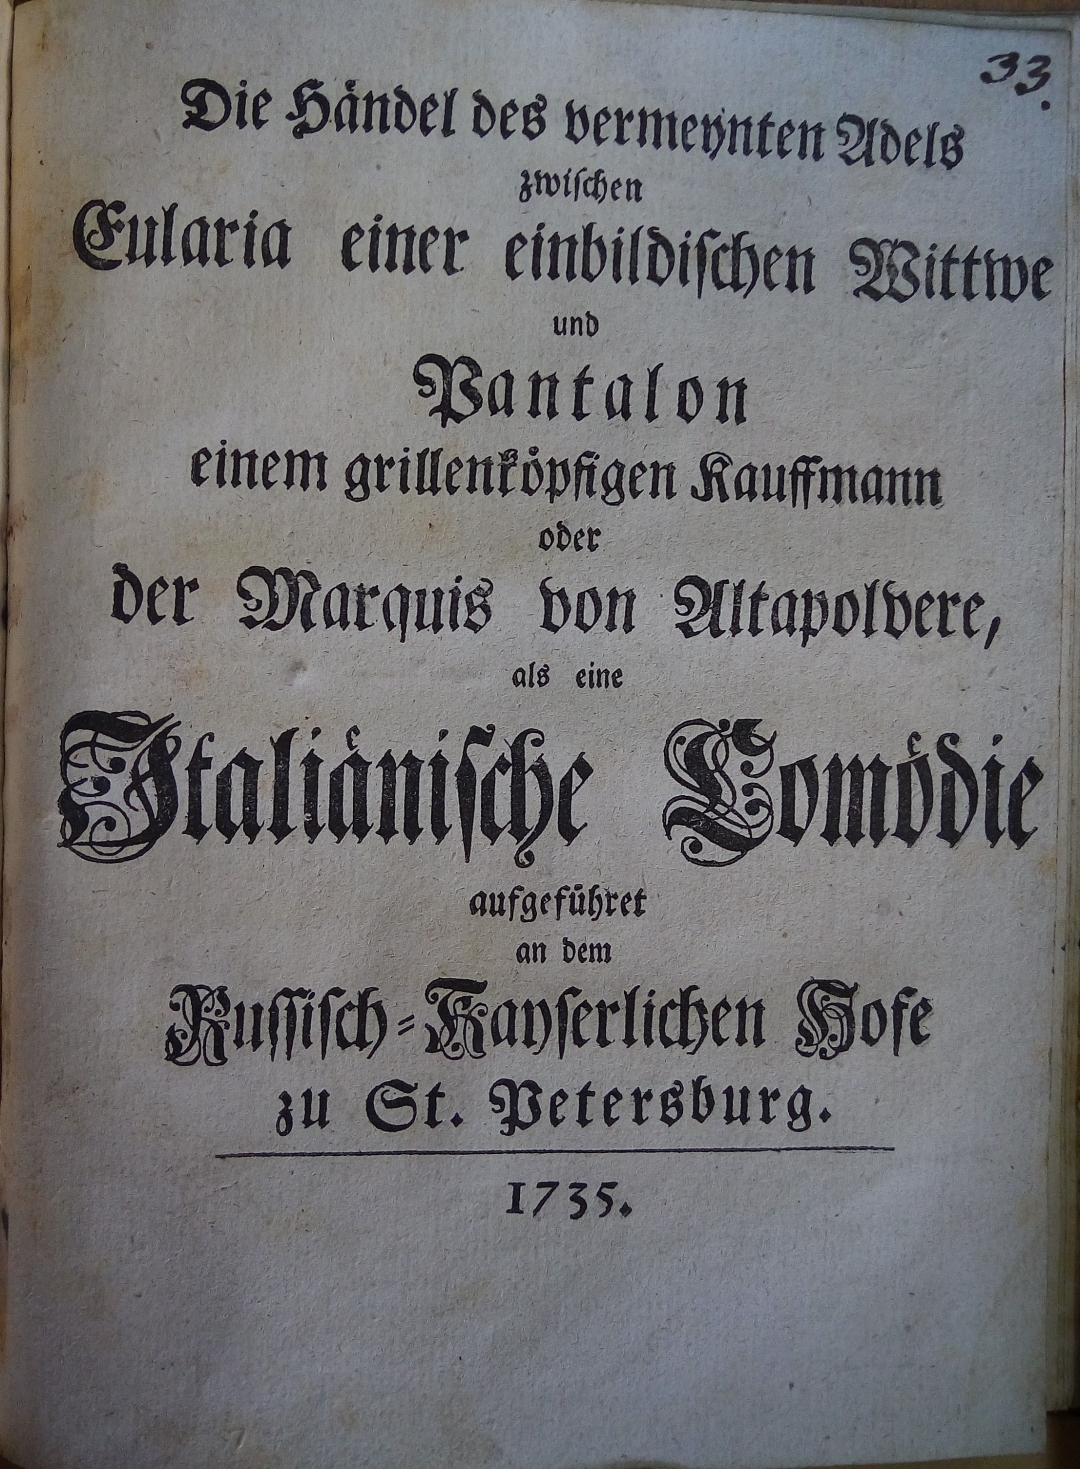 33.
Die Händel des vermeynten Adels
zwischen
Eularia einer einbildischen Wittwe
und
Pantalon
einem grillenköpfigen Kauffmann
oder
der Marquis von Altapolvere,
als eine
Italiänische Comödie
aufgeführet
an dem
Russisch-Kayserlichen Hofe
zu St. Petersburg.
1735.